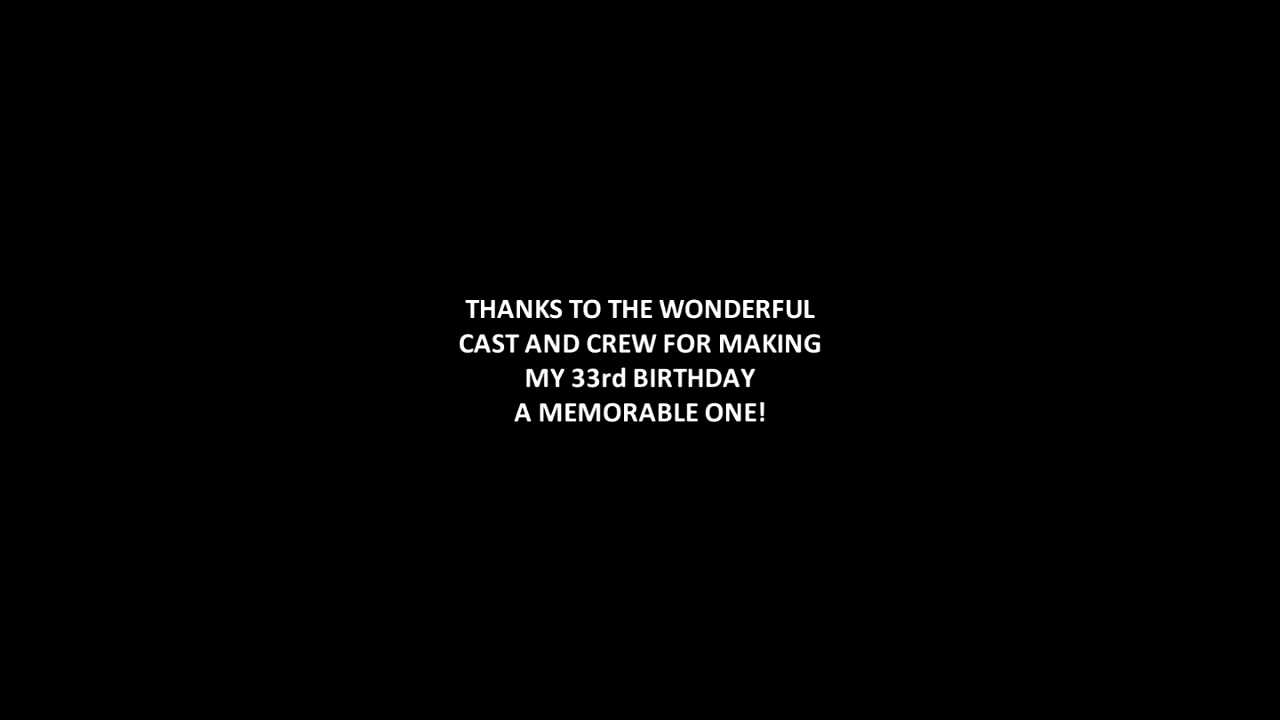 THANKS TO THE WONDERFUL
CAST AND CREW FOR MAKING
MY 33rd BIRTHDAY
A MEMORABLE ONE!